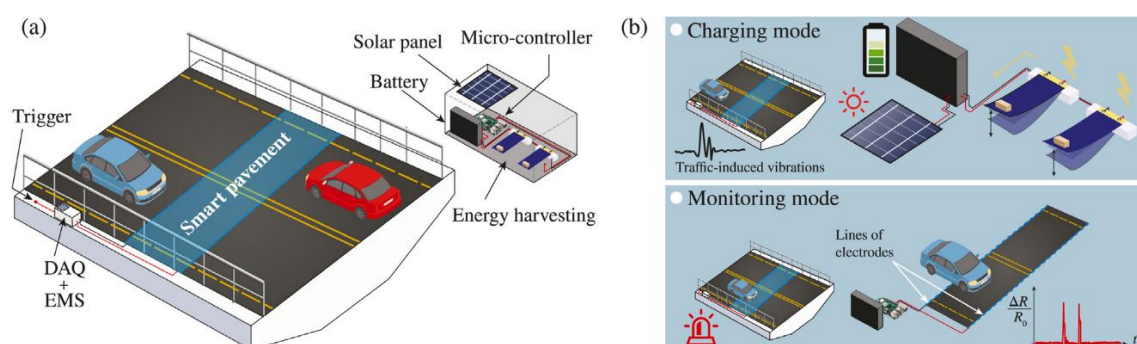 (a)
Solar panel
Micro-controller
Battery
Trigger
Smart pavement
Energy harvesting
DAQ
+
EMS
(b)
Charging mode
Traffic-induced vibrations
Monitoring mode
Lines of
electrodes
ΔR
R0
t